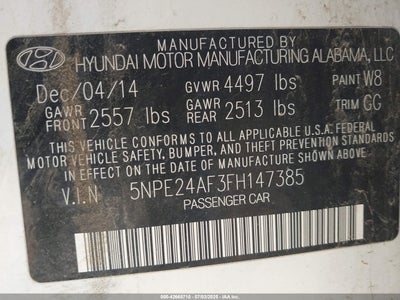 MANUFACTURED BY
HYUNDAI MOTOR MANUFACTURING ALABAMA, LLC
Dec/04/14 GVWR 4497 lbs PAINT W8
GAWR FRONT 2557 lbs GAWR REAR 2513 lbs TRIM GG
THIS VEHICLE CONFORMS TO ALL APPLICABLE U.S.A. FEDERAL
MOTOR VEHICLE SAFETY, BUMPER, AND THEFT PREVENTION
STANDARDS IN EFFECT ON THE DATE OF MANUFACTURE SHOWN ABOVE.
V.I.N. 5NPE24AF3FH147385
PASSENGER CAR